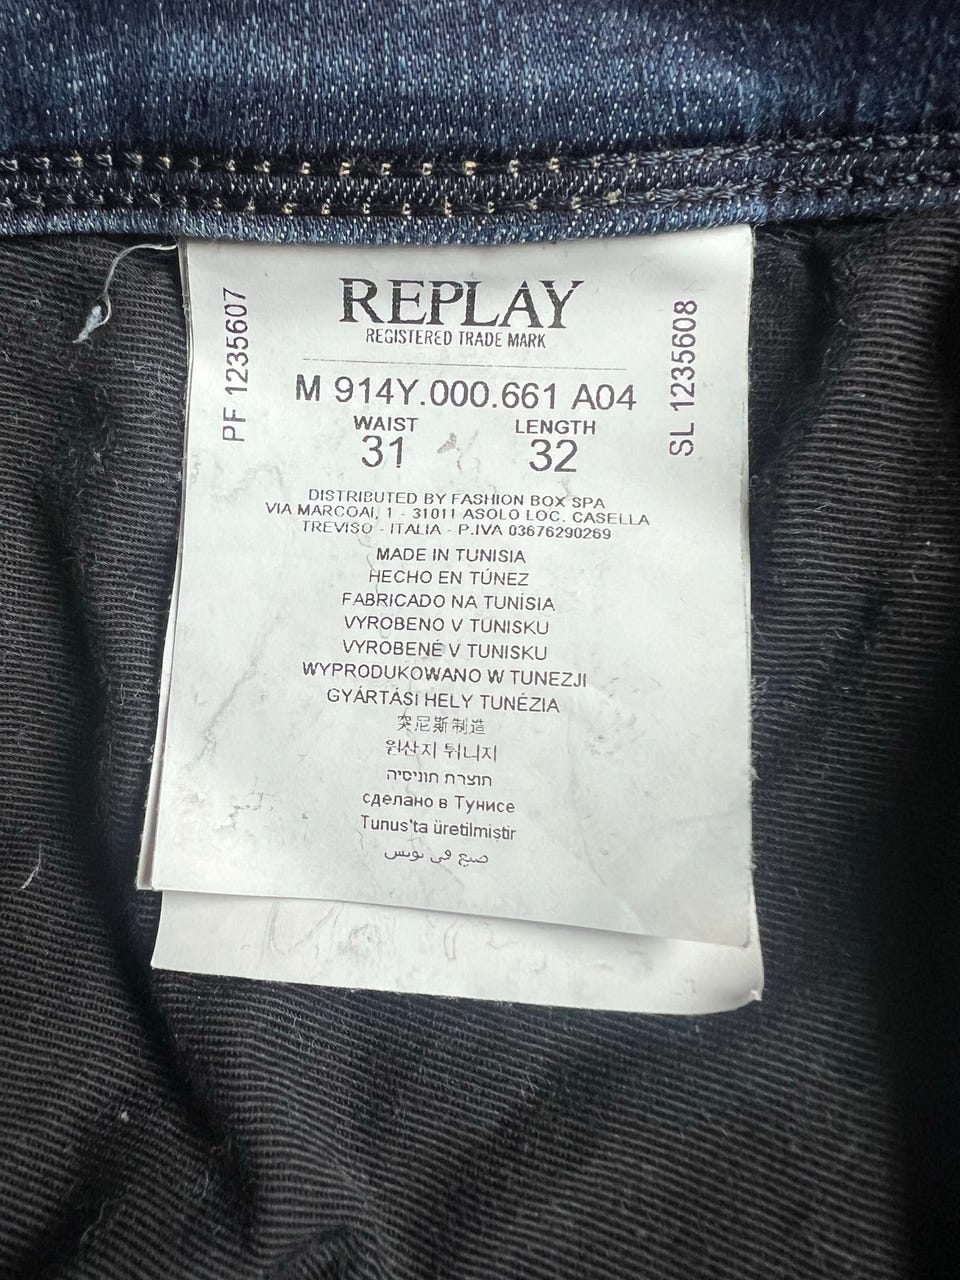 REPLAY
REGISTERED TRADE MARK
PF 1235607
SL 1235608
M 914Y.000.661 A04
WAIST LENGTH
31 32
DISTRIBUTED BY FASHION BOX SPA
VIA MARCOAI, 1 - 31011 ASOLO LOC. CASELLA
TREVISO - ITALIA - P.IVA 03676290269
MADE IN TUNISIA
HECHO EN TÚNEZ
FABRICADO NA TUNÍSIA
VYROBENO V TUNISKU
VYROBENÉ V TUNISKU
WYPRODUKOWANO W TUNEZJI
GYÁRTÁSI HELY TUNÉZIA
突尼斯制造
원산지 튀니지
תוצרת תוניסיה
сделано в Тунисе
Tunus'ta üretilmiştir
صنع في تونس